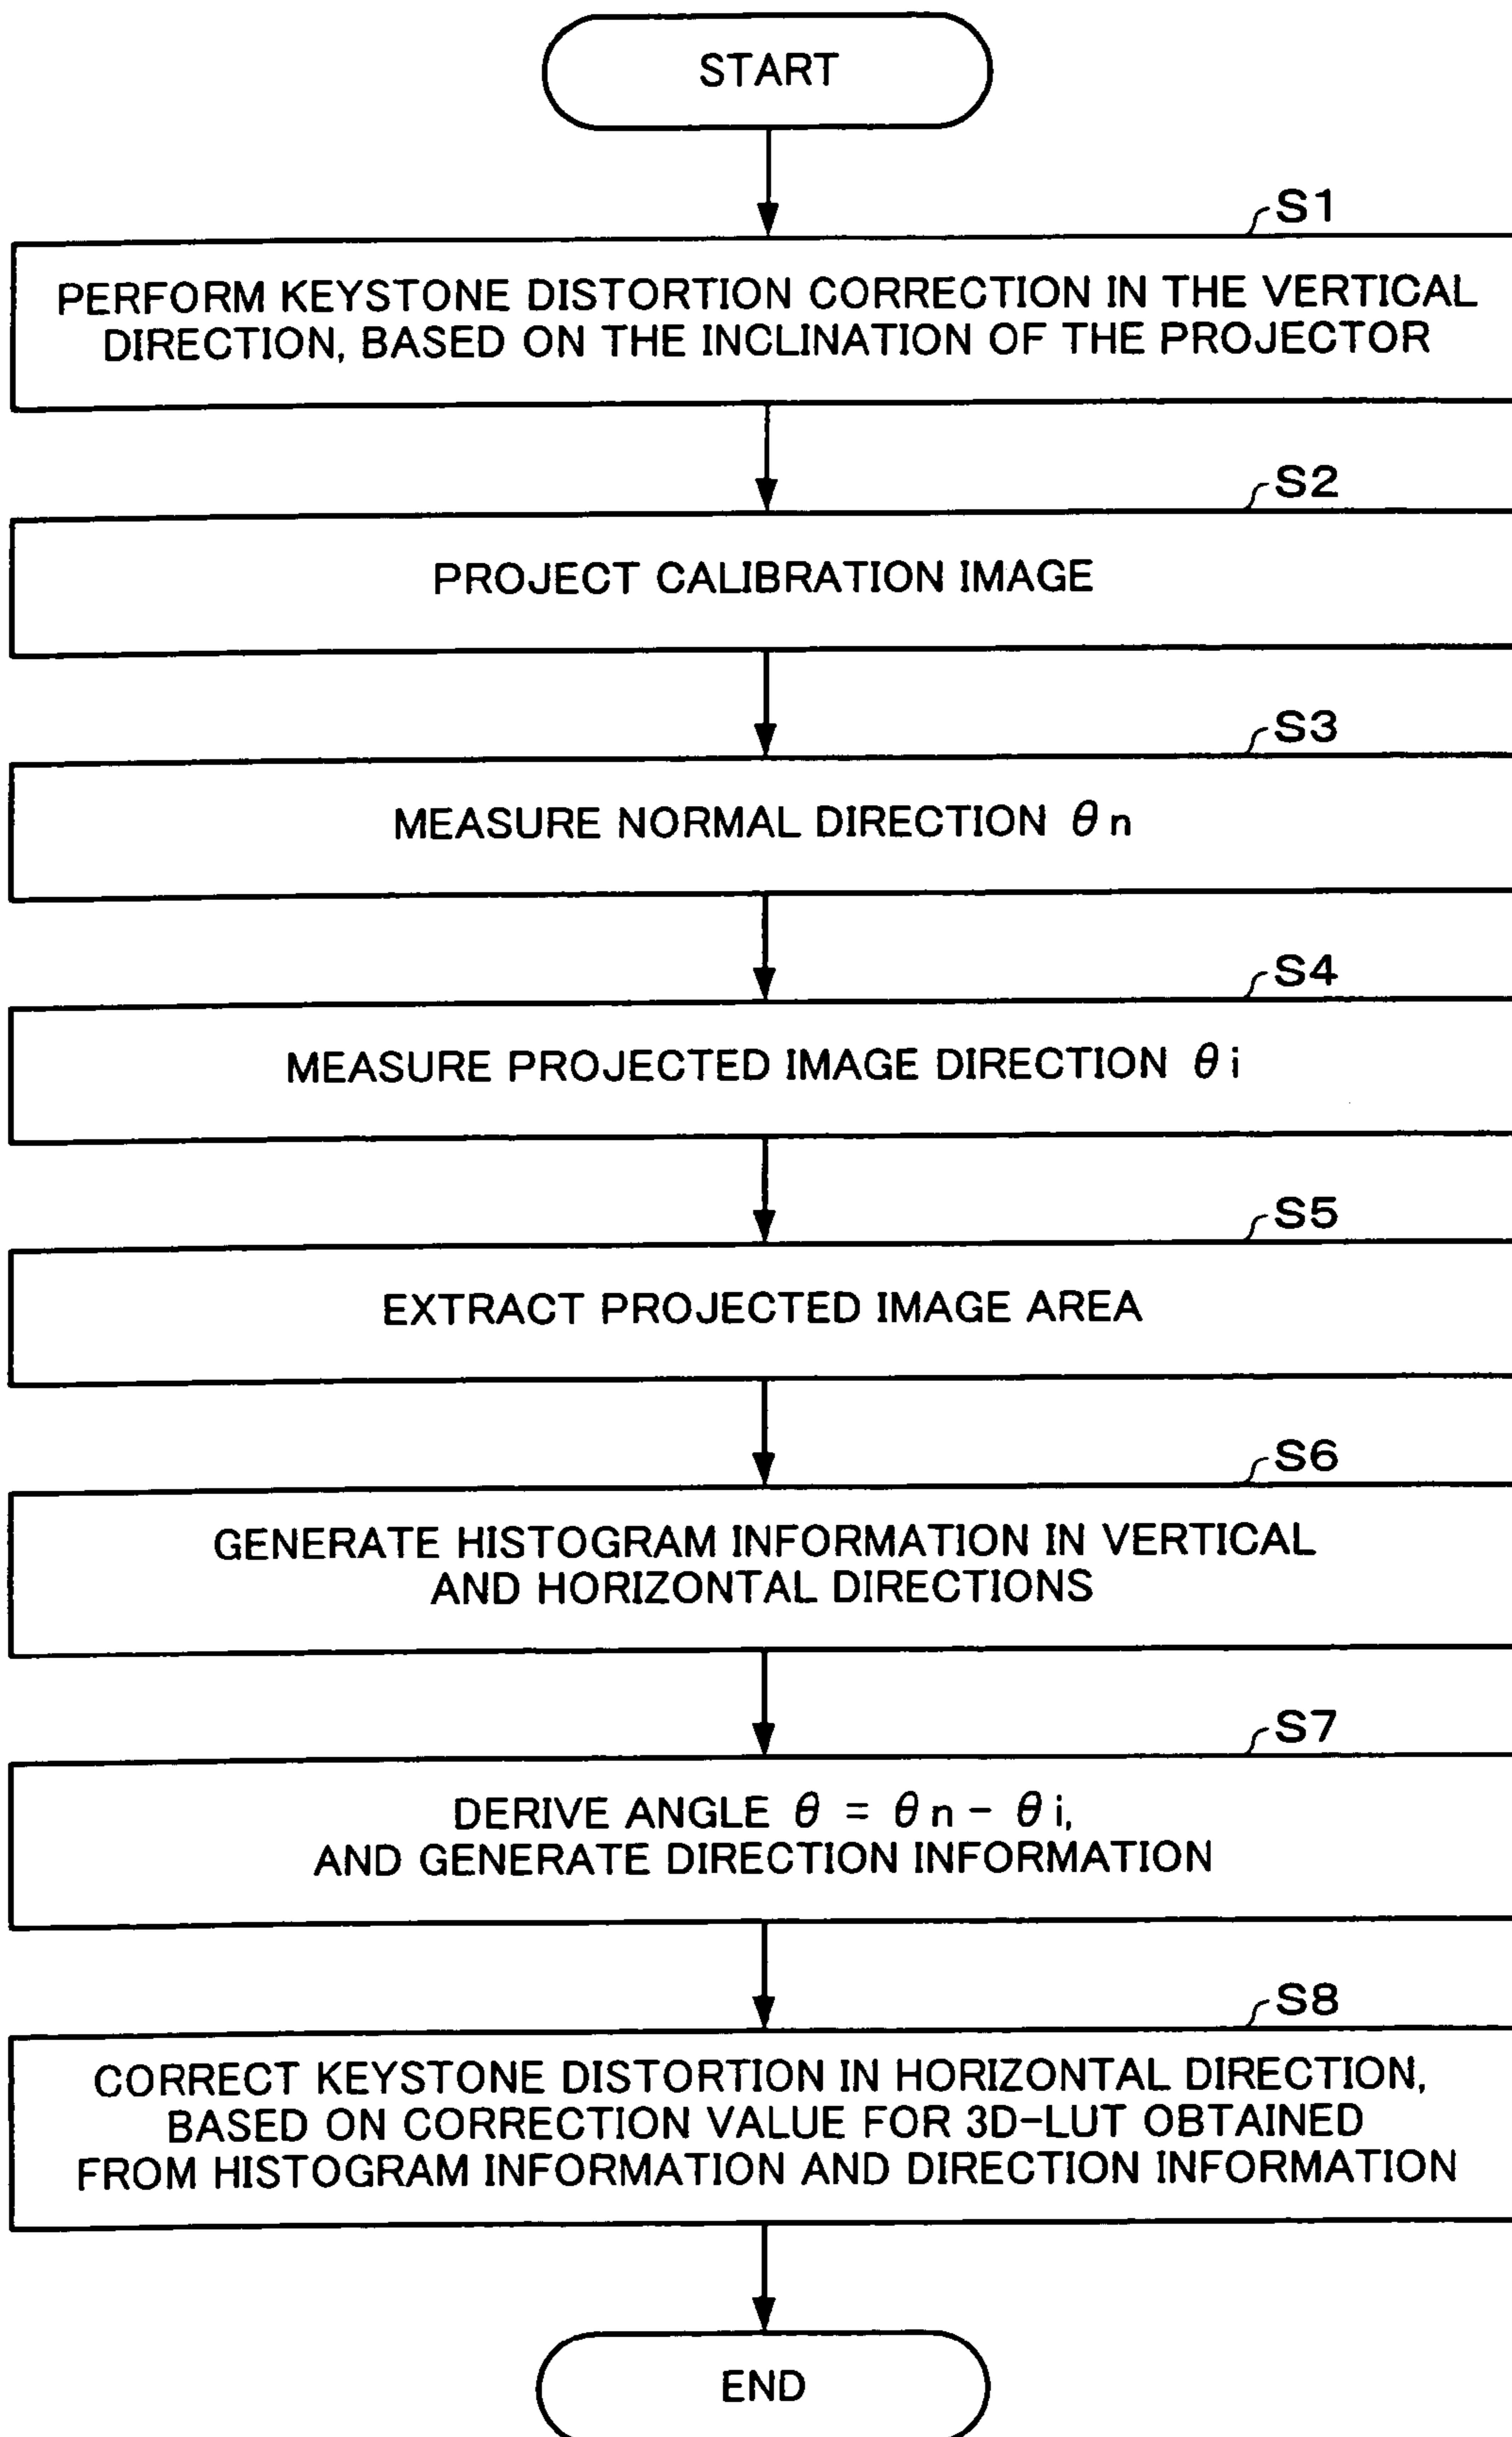 START
S1
PERFORM KEYSTONE DISTORTION CORRECTION IN THE VERTICAL
DIRECTION, BASED ON THE INCLINATION OF THE PROJECTOR
S2
PROJECT CALIBRATION IMAGE
S3
MEASURE NORMAL DIRECTION θn
S4
MEASURE PROJECTED IMAGE DIRECTION θi
S5
EXTRACT PROJECTED IMAGE AREA
S6
GENERATE HISTOGRAM INFORMATION IN VERTICAL
AND HORIZONTAL DIRECTIONS
S7
DERIVE ANGLE θ = θn - θi,
AND GENERATE DIRECTION INFORMATION
S8
CORRECT KEYSTONE DISTORTION IN HORIZONTAL DIRECTION,
BASED ON CORRECTION VALUE FOR 3D-LUT OBTAINED
FROM HISTOGRAM INFORMATION AND DIRECTION INFORMATION
END